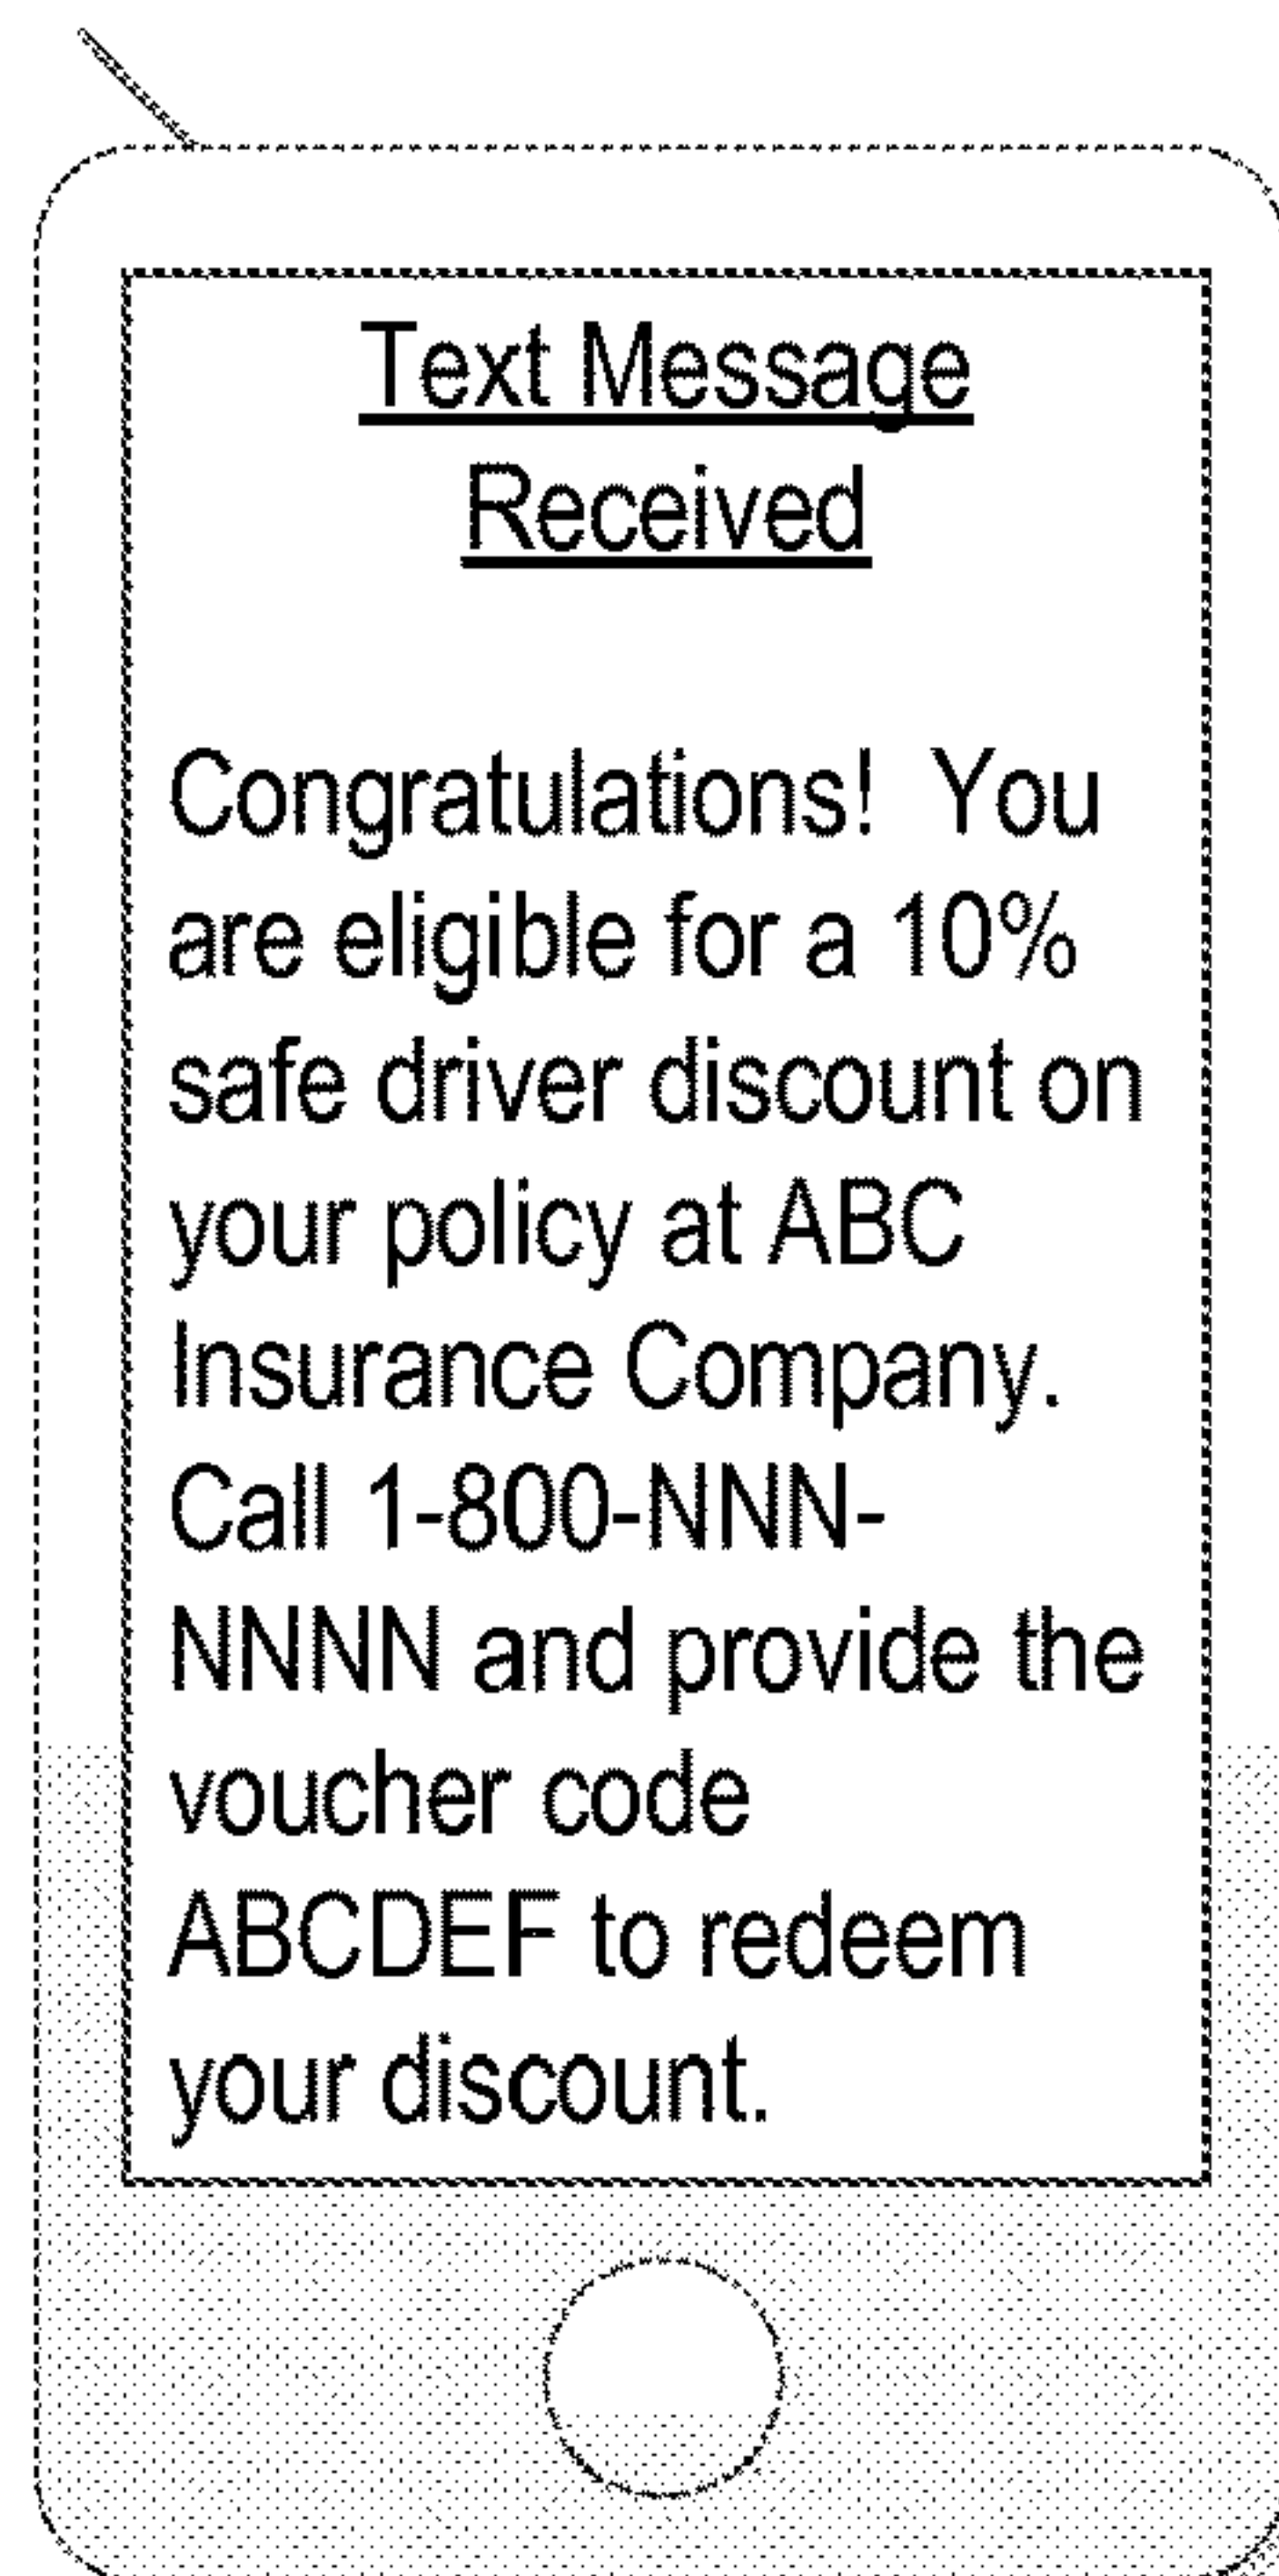 Text Message
Received
Congratulations!  You
are eligible for a 10%
safe driver discount on
your policy at ABC
Insurance Company.
Call 1-800-NNN-
NNNN and provide the
voucher code
ABCDEF to redeem
your discount.